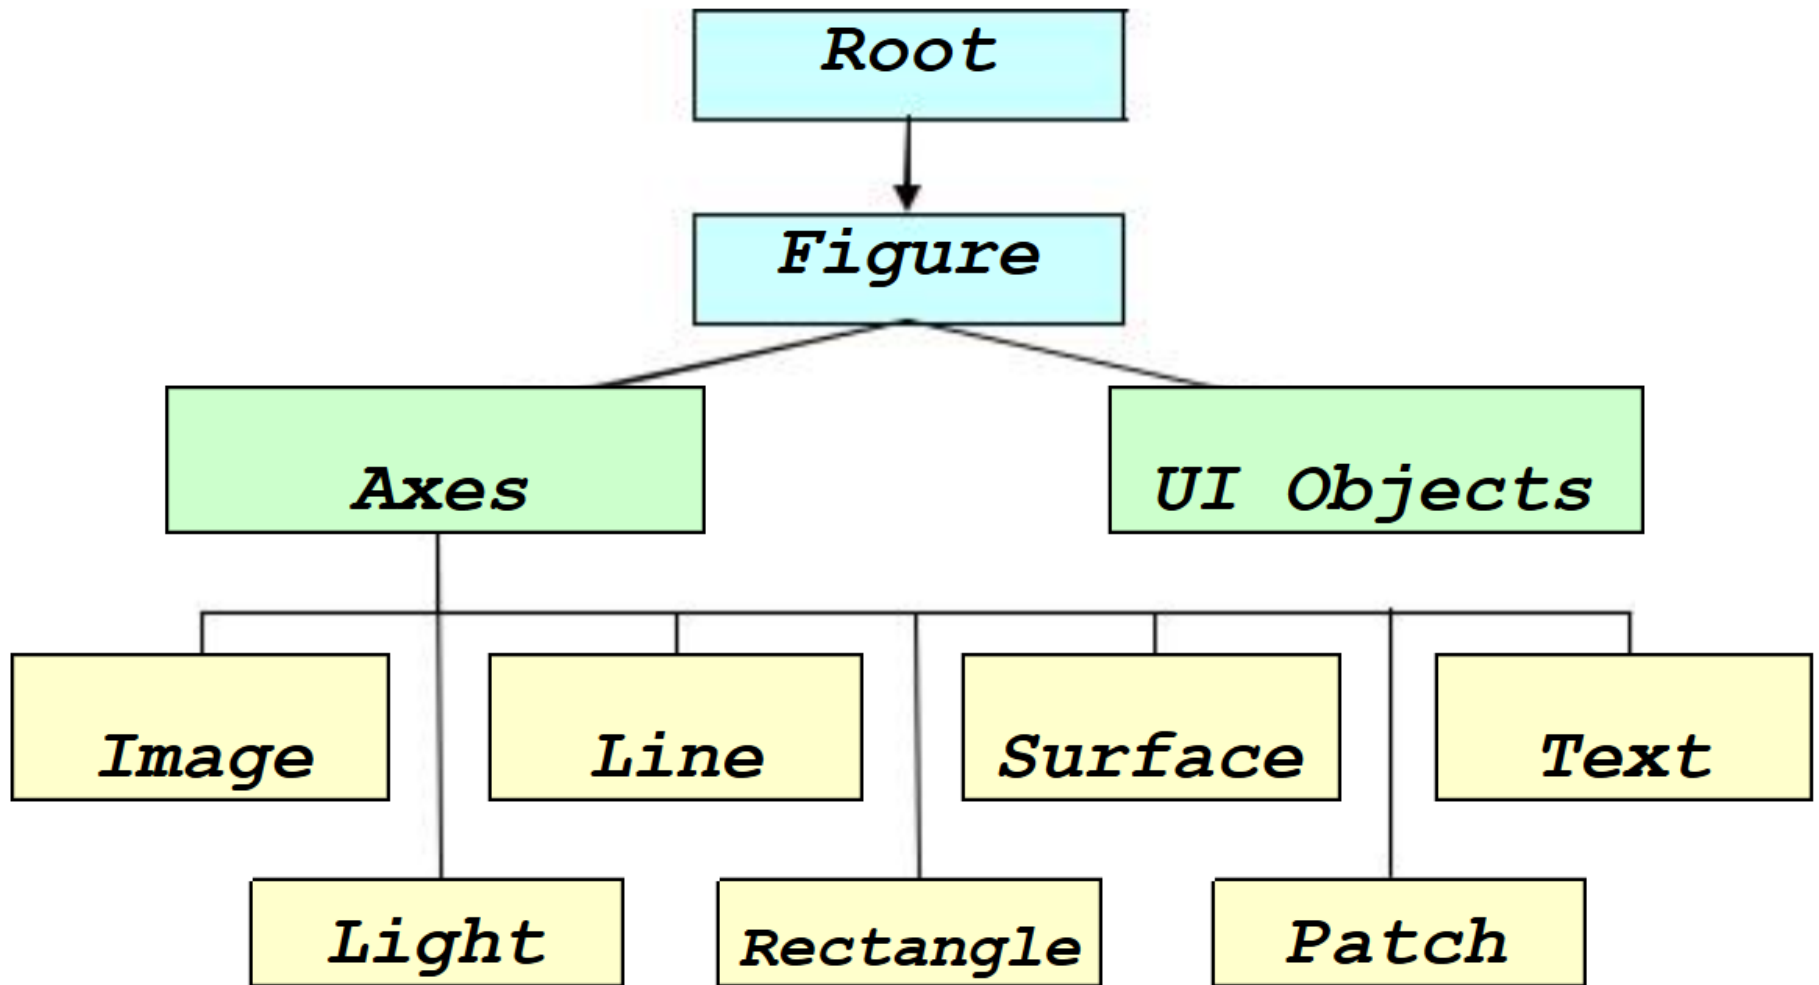 Root
Figure
Axes
UI Objects
Image
Line
Surface
Text
Light
Rectangle
Patch